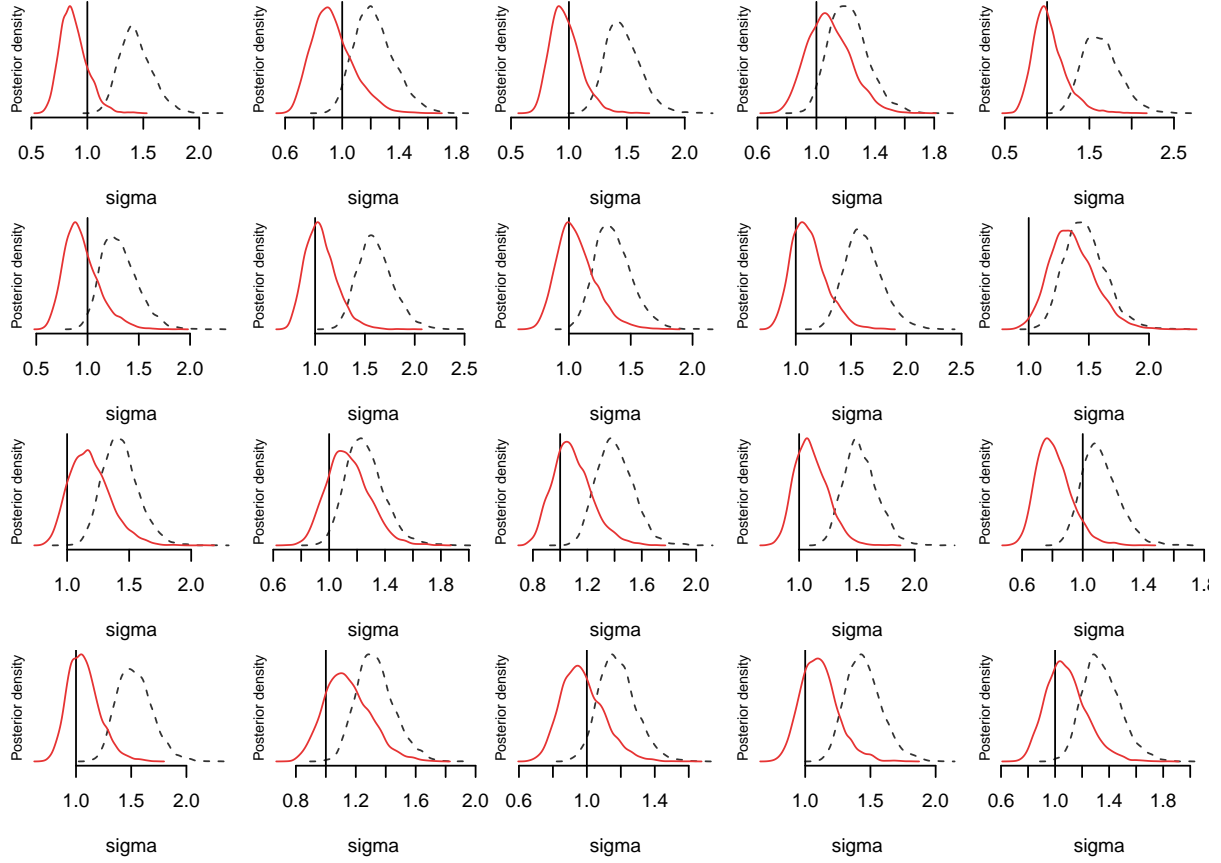 Posterior density Posterior density Posterior density Posterior density Posterior density
0.5 1.0 1.5 2.0 0.6 1.0 1.4 1.8 0.5 1.0 1.5 2.0 0.6 1.0 1.4 1.8 0.5 1.5 2.5
sigma sigma sigma sigma sigma
Posterior density Posterior density Posterior density Posterior density Posterior density
0.5 1.0 1.5 2.0 1.0 1.5 2.0 2.5 1.0 1.5 2.0 1.0 1.5 2.0 2.5 1.0 1.5 2.0
sigma sigma sigma sigma sigma
Posterior density Posterior density Posterior density Posterior density Posterior density
1.0 1.5 2.0 0.6 1.0 1.4 1.8 0.8 1.2 1.6 2.0 1.0 1.5 2.0 0.6 1.0 1.4 1.8
sigma sigma sigma sigma sigma
Posterior density Posterior density Posterior density Posterior density Posterior density
1.0 1.5 2.0 0.8 1.2 1.6 2.0 0.6 1.0 1.4 1.0 1.5 2.0 0.6 1.0 1.4 1.8
sigma sigma sigma sigma sigma